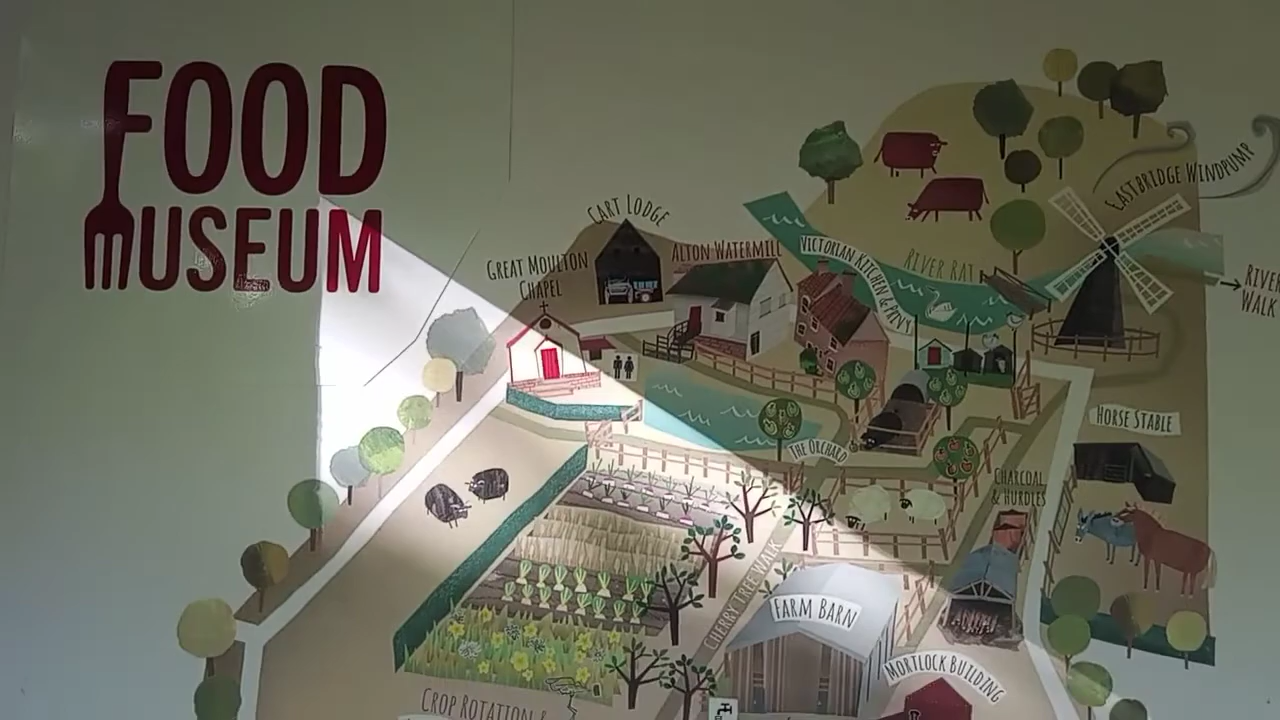 FOOD
MUSEUM
CART LODGE
GREAT MOULTON
CHAPEL
ALTON WATERMILL
VICTORIAN KITCHEN & PRIVY
RIVER RAT
EASTBRIDGE WINDPUMP
RIVER
WALK
HORSE STABLE
THE ORCHARD
CHARCOAL
& HURDLES
CHERRY TREE WALK
FARM BARN
MORTLOCK BUILDING
CROP ROTATION &